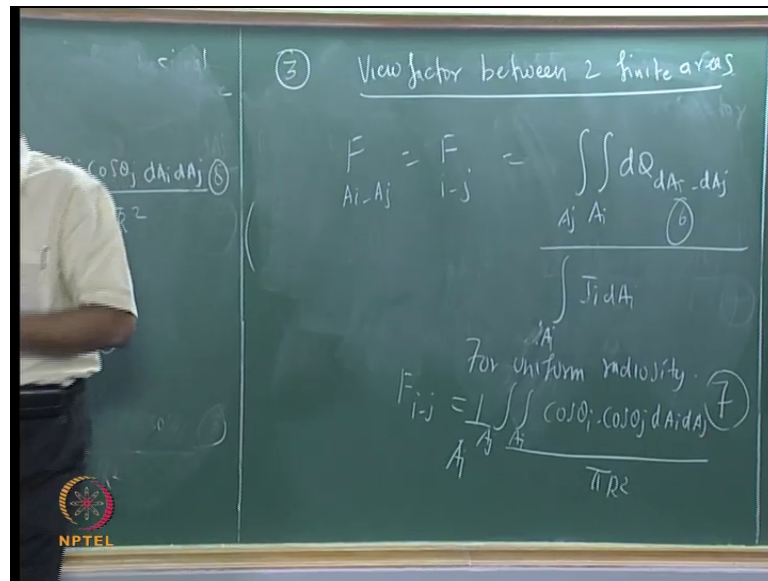 ③ View factor between 2 finite areas
F Ai-Aj = F i-j = ∫Aj ∫Ai dQ dAi-dAj ⑥
∫Ai Ji dAi
For uniform radiosity.
F i-j = 1/Ai ∫Aj ∫Ai cosθi.cosθj dAi dAj ⑦
πR2
cosθj dAi dAj ⑤
R2
NPTEL